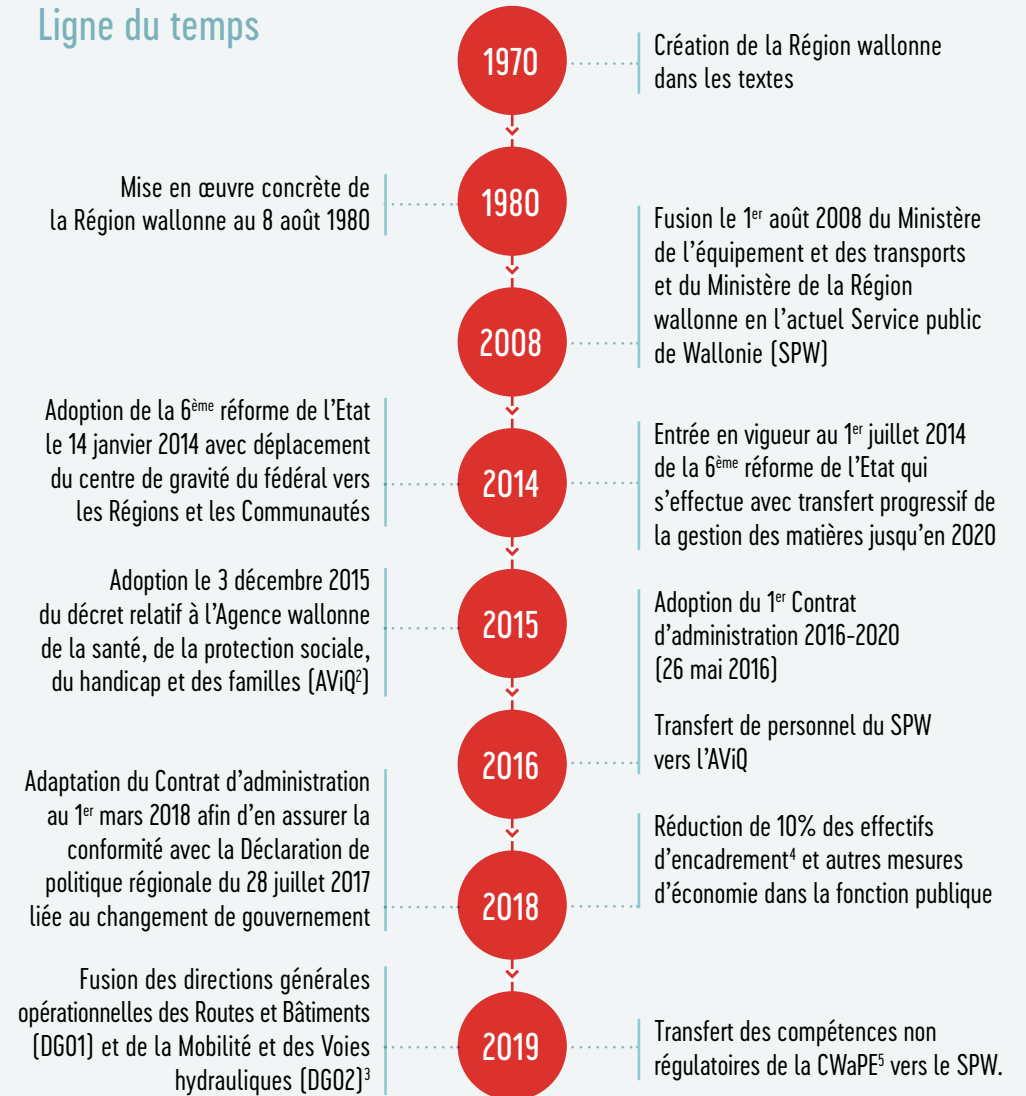 Ligne du temps
1970
Création de la Région wallonne
dans les textes
Mise en œuvre concrète de
la Région wallonne au 8 août 1980
1980
2008
Fusion le 1er août 2008 du Ministère
de l'équipement et des transports
et du Ministère de la Région
wallonne en l'actuel Service public
de Wallonie (SPW)
Adoption de la 6ème réforme de l'Etat
le 14 janvier 2014 avec déplacement
du centre de gravité du fédéral vers
les Régions et les Communautés
2014
Entrée en vigueur au 1er juillet 2014
de la 6ème réforme de l'Etat qui
s'effectue avec transfert progressif de
la gestion des matières jusqu'en 2020
Adoption le 3 décembre 2015
du décret relatif à l'Agence wallonne
de la santé, de la protection sociale,
du handicap et des familles (AViQ2)
2015
2016
Adoption du 1er Contrat
d'administration 2016-2020
(26 mai 2016)
Transfert de personnel du SPW
vers l'AViQ
Adaptation du Contrat d'administration
au 1er mars 2018 afin d'en assurer la
conformité avec la Déclaration de
politique régionale du 28 juillet 2017
liée au changement de gouvernement
2018
Réduction de 10% des effectifs
d'encadrement4 et autres mesures
d'économie dans la fonction publique
Fusion des directions générales
opérationnelles des Routes et Bâtiments
(DGO1) et de la Mobilité et des Voies
hydrauliques (DGO2)3
2019
Transfert des compétences non
régulatoires de la CWaPE5 vers le SPW.